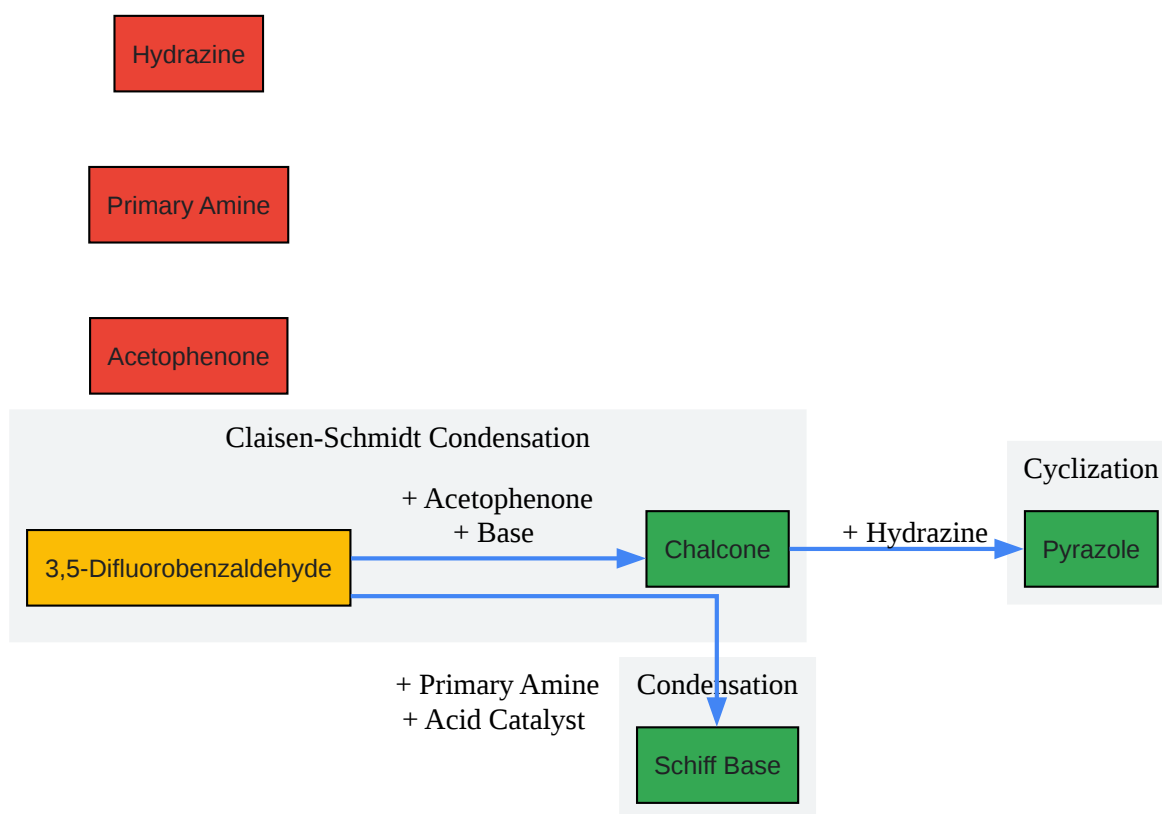 Hydrazine
Primary Amine
Acetophenone
Claisen-Schmidt Condensation
+ Acetophenone
+ Base
3,5-Difluorobenzaldehyde
Chalcone
+ Hydrazine
Cyclization
Pyrazole
+ Primary Amine
+ Acid Catalyst
Condensation
Schiff Base